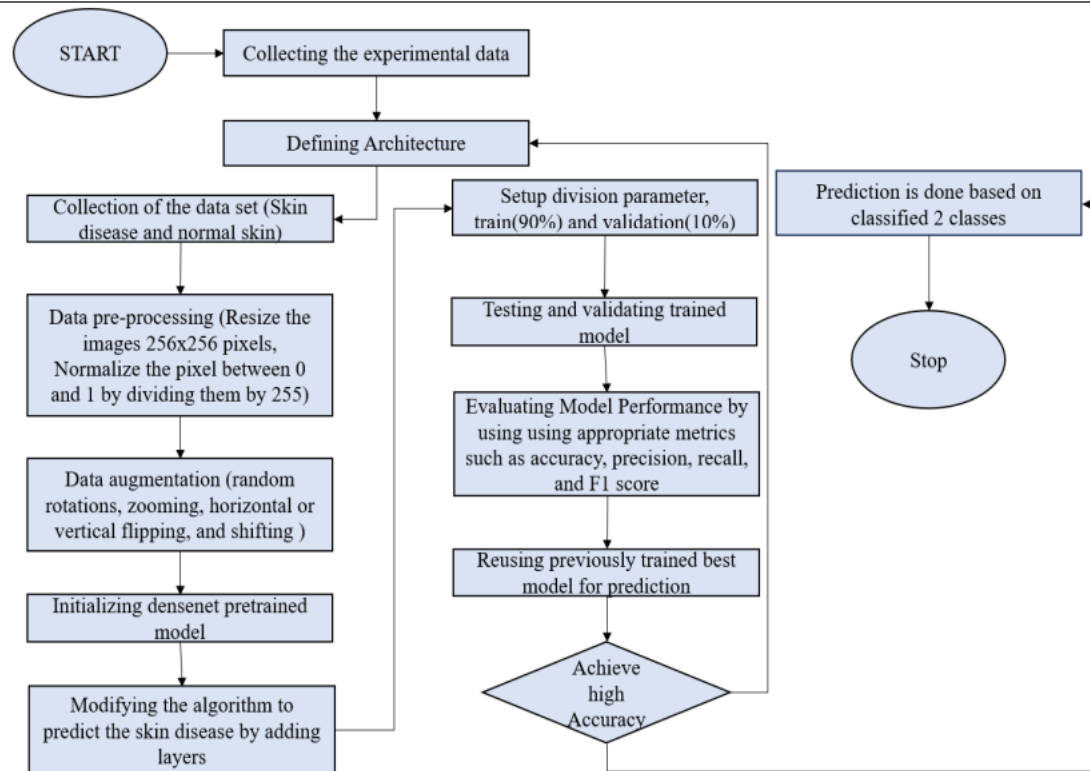 START
Collecting the experimental data
Defining Architecture
Collection of the data set (Skin
disease and normal skin)
Data pre-processing (Resize the
images 256x256 pixels,
Normalize the pixel between 0
and 1 by dividing them by 255)
Data augmentation (random
rotations, zooming, horizontal or
vertical flipping, and shifting )
Initializing densenet pretrained
model
Modifying the algorithm to
predict the skin disease by adding
layers
Setup division parameter,
train(90%) and validation(10%)
Testing and validating trained
model
Evaluating Model Performance by
using using appropriate metrics
such as accuracy, precision, recall,
and F1 score
Reusing previously trained best
model for prediction
Achieve
high
Accuracy
Prediction is done based on
classified 2 classes
Stop